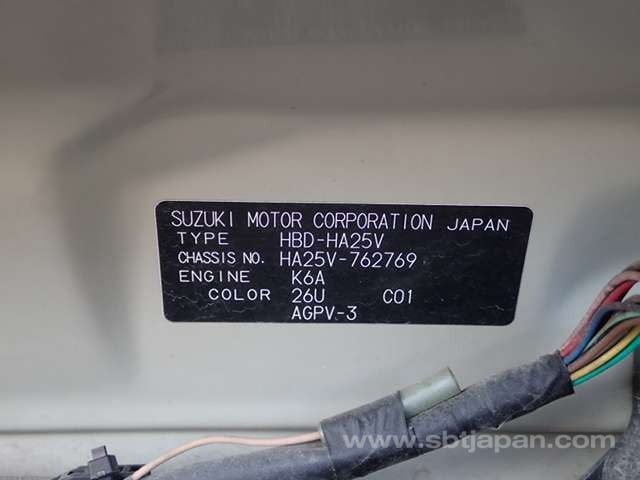 SUZUKI MOTOR CORPORATION JAPAN
TYPE HBD-HA25V
CHASSIS NO. HA25V-762769
ENGINE K6A
COLOR 26U C01
AGPV-3
www.sbtjapan.com